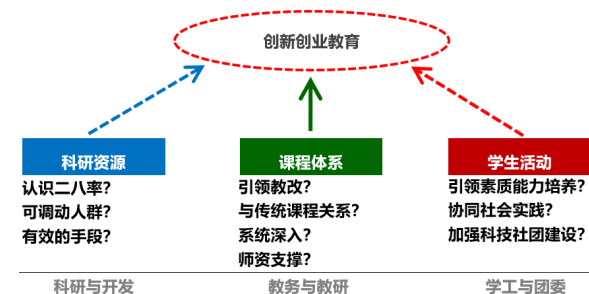 创新创业教育
科研资源
认识二八率？
可调动人群？
有效的手段？
课程体系
引领教改？
与传统课程关系？
系统深入？
师资支撑？
学生活动
引领素质能力培养？
协同社会实践？
加强科技社团建设？
科研与开发
教务与教研
学工与团委